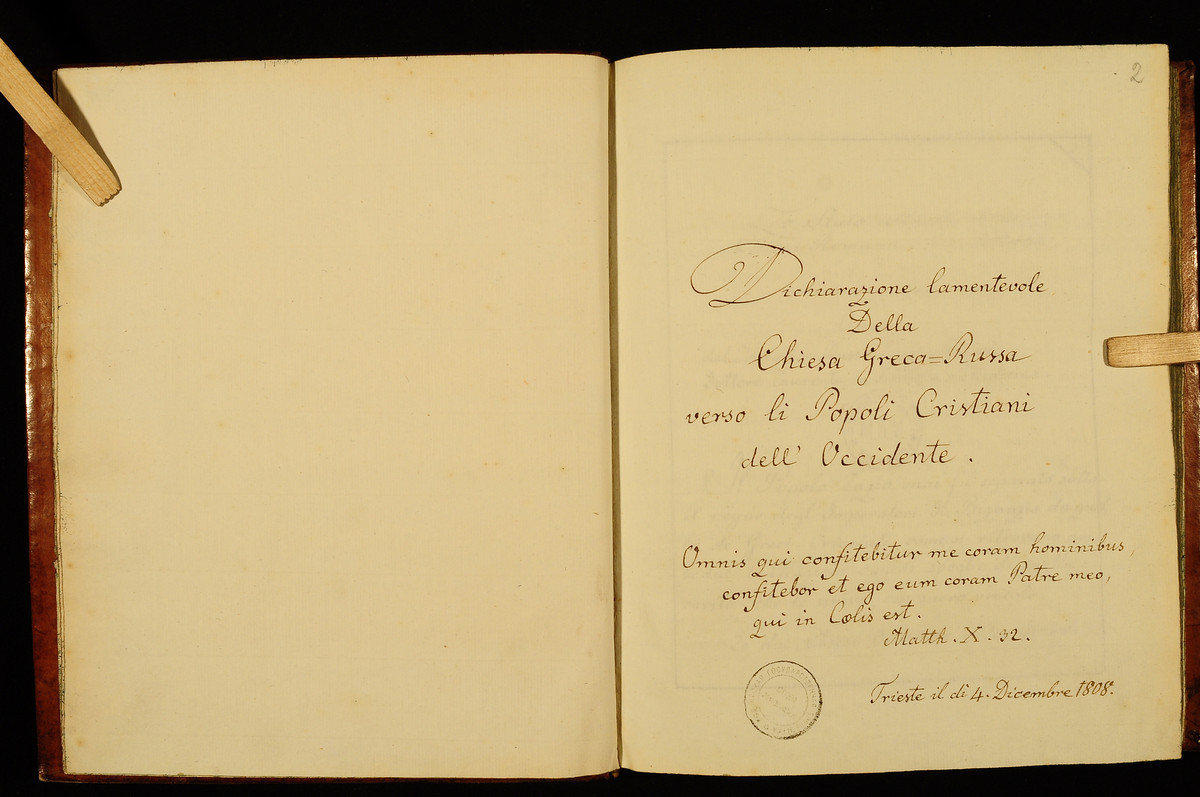 2
Dichiarazione lamentevole
Della
Chiesa Greca=Russa
verso li Popoli Cristiani
dell' Occidente.
Omnis qui confitebitur me coram hominibus,
confitebor et ego eum coram Patre meo,
qui in Cœlis est.
Matth. X. 32.
Trieste il dì 4. Dicembre 1808.